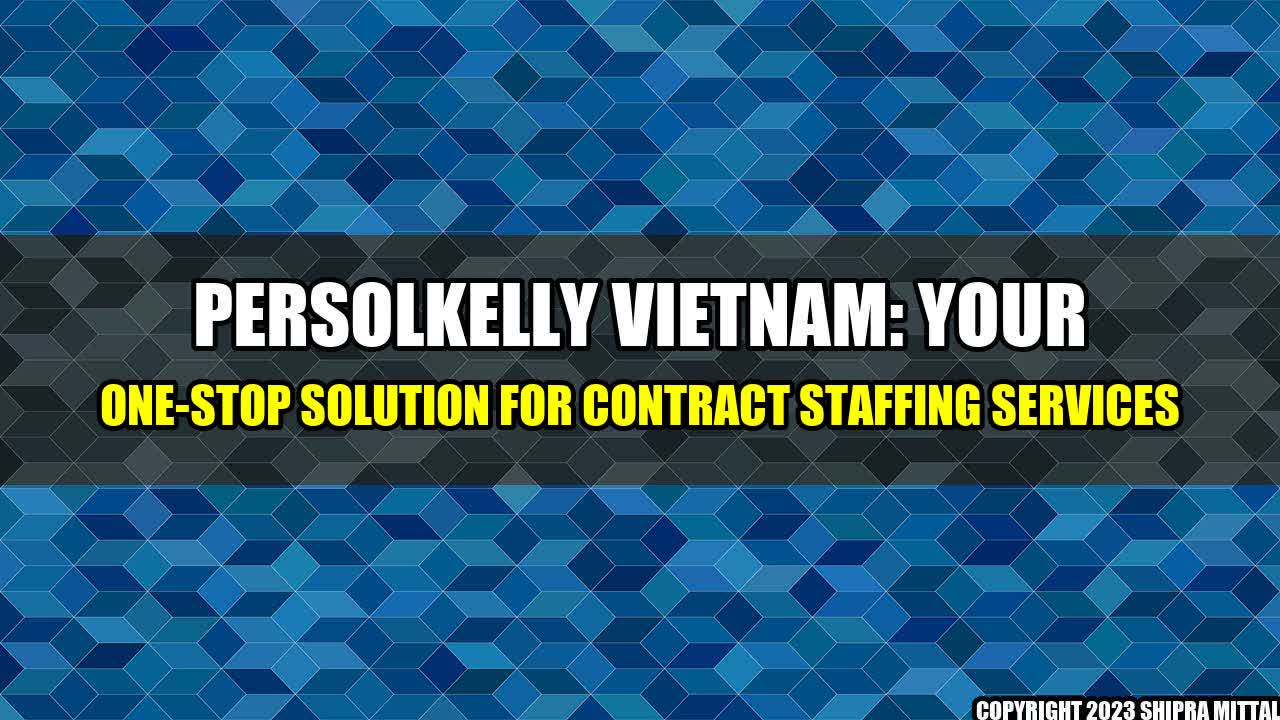 PERSOLKELLY VIETNAM: YOUR
ONE-STOP SOLUTION FOR CONTRACT STAFFING SERVICES
COPYRIGHT 2023 SHIPRA MITTAL